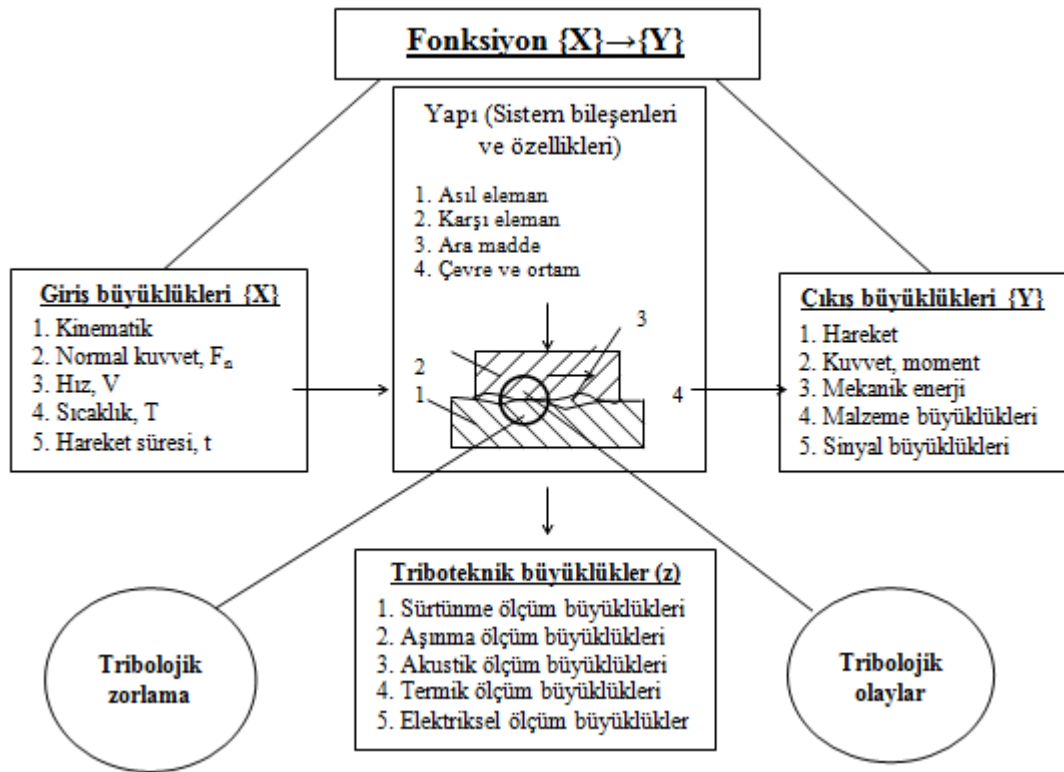 Fonksiyon {X}→{Y}
Yapı (Sistem bileşenleri
ve özellikleri)
1. Asıl eleman
2. Karşı eleman
3. Ara madde
4. Çevre ve ortam
3
2
1
4
Giris büyüklükleri {X}
1. Kinematik
2. Normal kuvvet, Fn
3. Hız, V
4. Sıcaklık, T
5. Hareket süresi, t
Çıkış büyüklükleri {Y}
1. Hareket
2. Kuvvet, moment
3. Mekanik enerji
4. Malzeme büyüklükleri
5. Sinyal büyüklükleri
Triboteknik büyüklükler (z)
1. Sürtünme ölçüm büyüklükleri
2. Aşınma ölçüm büyüklükleri
3. Akustik ölçüm büyüklükleri
4. Termik ölçüm büyüklükleri
5. Elektriksel ölçüm büyüklükler
Tribolojik
zorlama
Tribolojik
olaylar